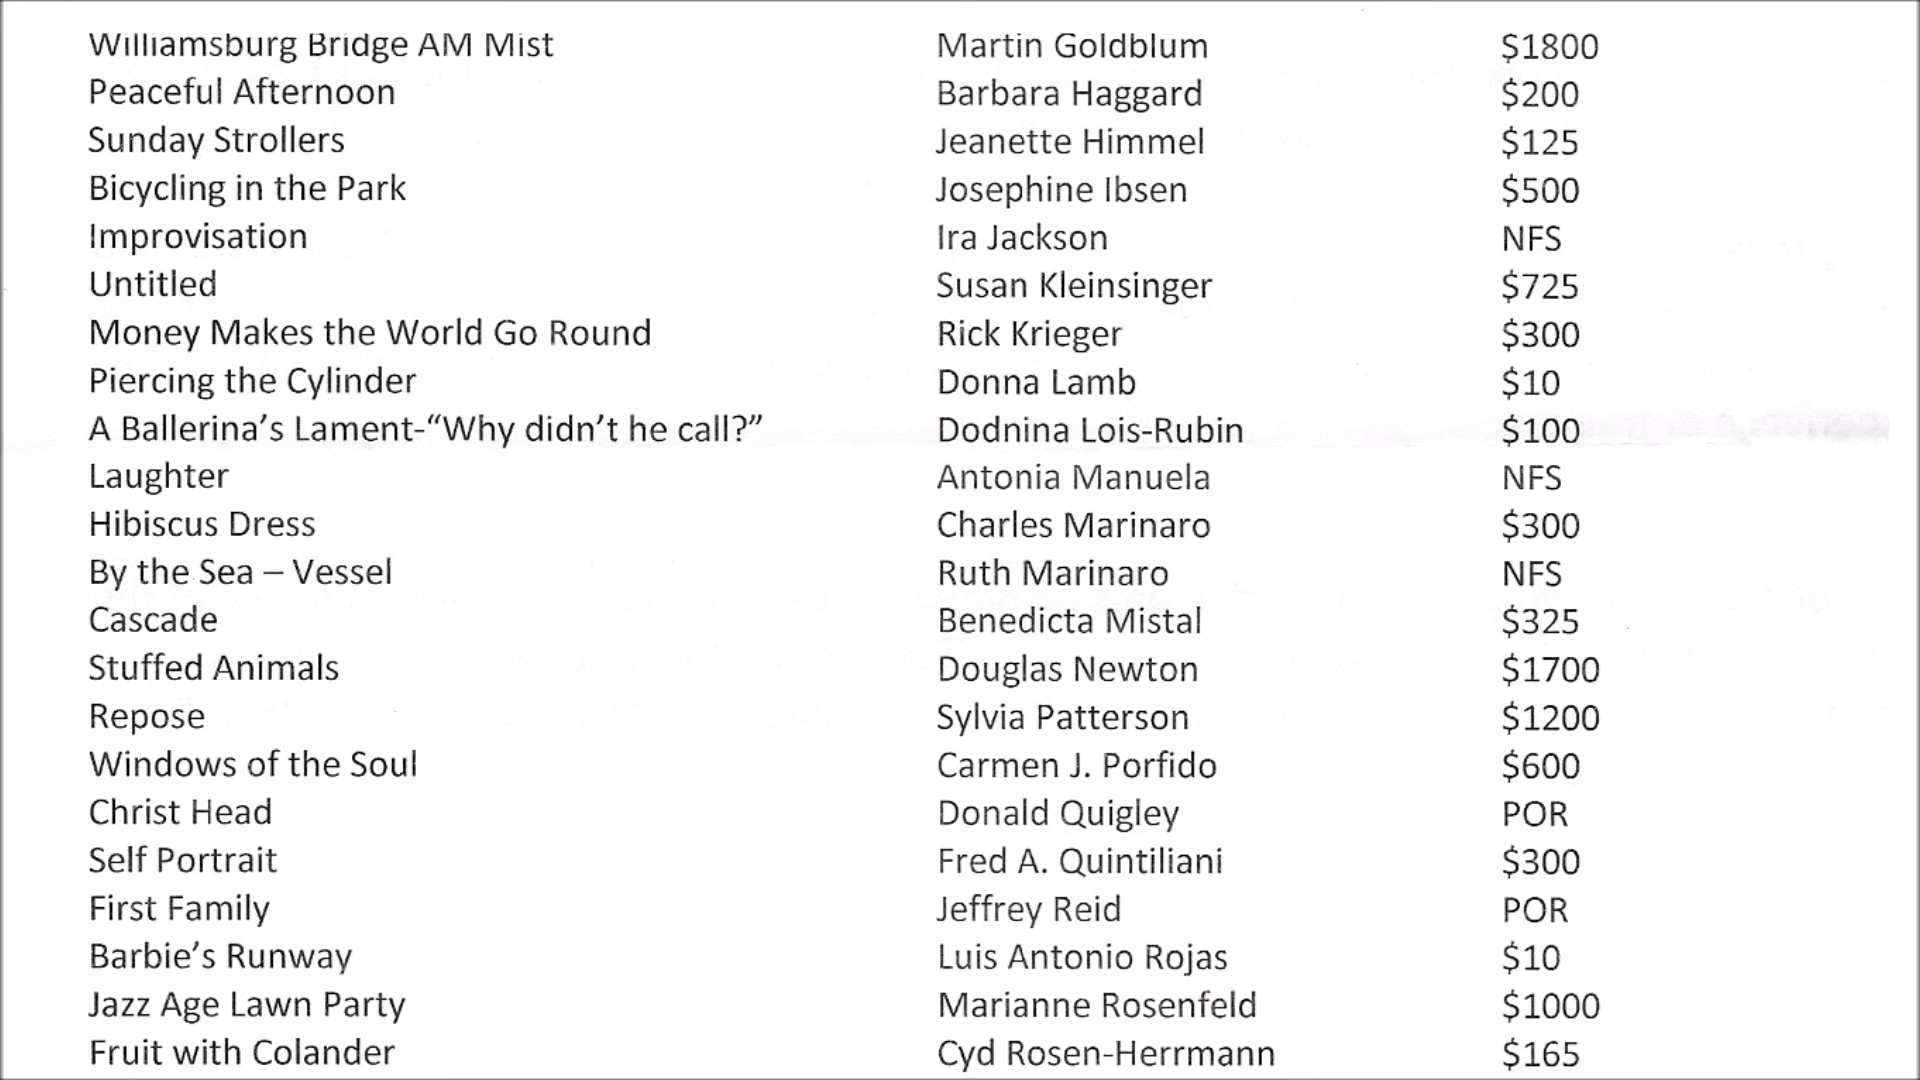 Williamsburg Bridge AM Mist Martin Goldblum $1800
Peaceful Afternoon Barbara Haggard $200
Sunday Strollers Jeanette Himmel $125
Bicycling in the Park Josephine Ibsen $500
Improvisation Ira Jackson NFS
Untitled Susan Kleinsinger $725
Money Makes the World Go Round Rick Krieger $300
Piercing the Cylinder Donna Lamb $10
A Ballerina’s Lament-“Why didn’t he call?” Dodnina Lois-Rubin $100
Laughter Antonia Manuela NFS
Hibiscus Dress Charles Marinaro $300
By the Sea – Vessel Ruth Marinaro NFS
Cascade Benedicta Mistal $325
Stuffed Animals Douglas Newton $1700
Repose Sylvia Patterson $1200
Windows of the Soul Carmen J. Porfido $600
Christ Head Donald Quigley POR
Self Portrait Fred A. Quintiliani $300
First Family Jeffrey Reid POR
Barbie’s Runway Luis Antonio Rojas $10
Jazz Age Lawn Party Marianne Rosenfeld $1000
Fruit with Colander Cyd Rosen-Herrmann $165